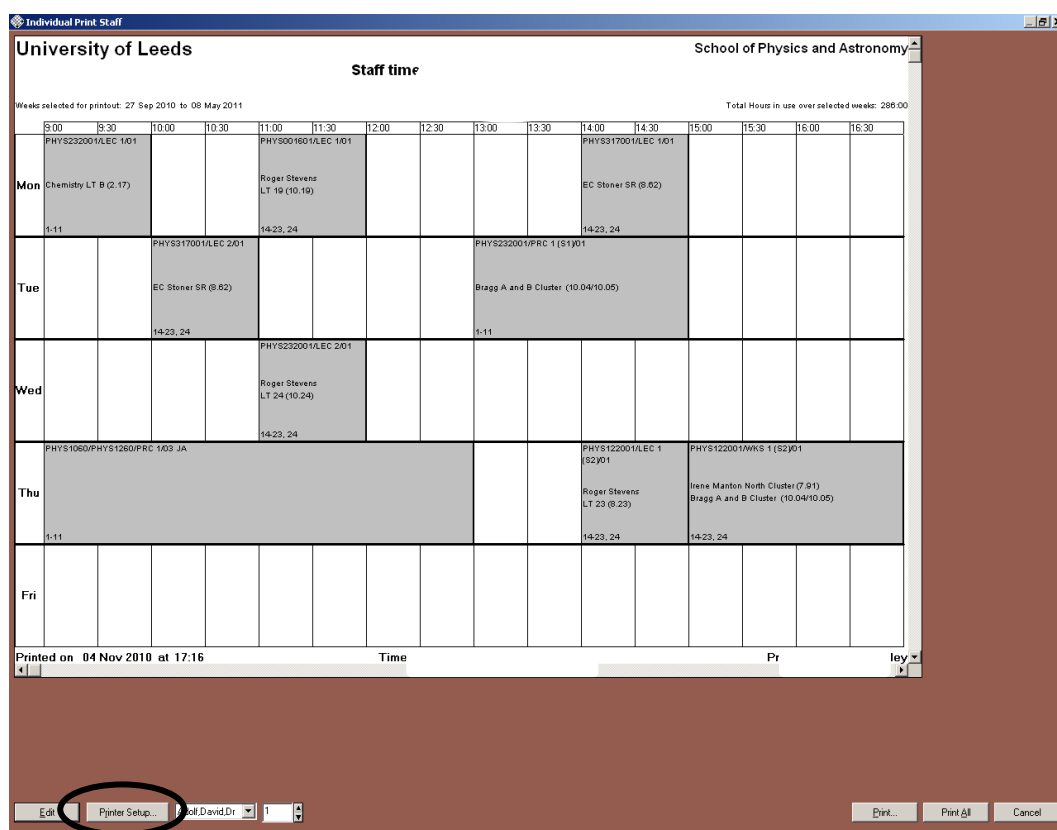 Individual Print Staff
University of Leeds School of Physics and Astronomy
Staff time
Weeks selected for printout: 27 Sep 2010 to 08 May 2011 Total Hours in use over selected weeks: 286:00
9:00 9:30 10:00 10:30 11:00 11:30 12:00 12:30 13:00 13:30 14:00 14:30 15:00 15:30 16:00 16:30
Mon
PHYS232001/LEC 1/01
Chemistry LT B (2.17)
1-11
PHYS001601/LEC 1/01
Roger Stevens
LT 19 (10.19)
14-23, 24
PHYS317001/LEC 1/01
EC Stoner SR (8.62)
14-23, 24
Tue
PHYS317001/LEC 2/01
EC Stoner SR (8.62)
14-23, 24
PHYS232001/PRC 1 (S1)/01
Bragg A and B Cluster (10.04/10.05)
1-11
Wed
PHYS232001/LEC 2/01
Roger Stevens
LT 24 (10.24)
14-23, 24
Thu
PHYS1060/PHYS1260/PRC 1/03 JA
1-11
PHYS122001/LEC 1
(S2)/01
Roger Stevens
LT 23 (8.23)
14-23, 24
PHYS122001/WKS 1 (S2)/01
Irene Manton North Cluster (7.91)
Bragg A and B Cluster (10.04/10.05)
14-23, 24
Fri
Printed on 04 Nov 2010 at 17:16 Time Pr ley
Edit Printer Setup... dolf,David,Dr 1 Print... Print All Cancel